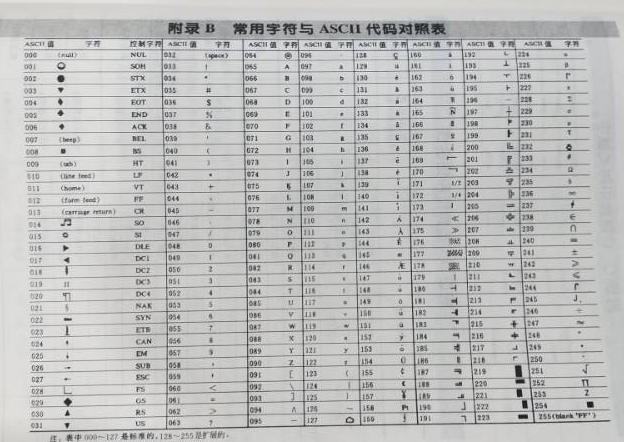 附录 B 常用字符与 ASCII 代码对照表
ASCII 值 字符 控制字符 ASCII 值 字符 ASCII 值 字符 ASCII 值 字符 ASCII 值 字符 ASCII 值 字符 ASCII 值 字符 ASCII 值 字符
000 (null) NUL 032 (space) 064 @ 096 128 Ç 160 á 192 └ 224 α
001 ☺ SOH 033 ! 065 A 097 a 129 ü 161 í 193 ┴ 225 β
002 ● STX 034 " 066 B 098 b 130 é 162 ó 194 ┬ 226 Γ
003 ♥ ETX 035 # 067 C 099 c 131 â 163 ú 195 ├ 227
004 ♦ EOT 036 $ 068 D 100 d 132 ä 164 196 ─ 228
005 ♣ END 037 % 069 E 101 e 133 à 165 Ñ 197 ┼ 229
006 ♠ ACK 038 & 070 F 102 f 134 å 166 198 230
007 (beep) BEL 039 ' 071 G 103 g 135 167 199 231 τ
008 ■ BS 040 ( 072 H 104 h 136 ê 168 200 232
009 (tab) HT 041 ) 073 I 105 i 137 ë 169 ⌐ 201 233
010 (line feed) LF 042 * 074 J 106 j 138 è 170 202 234 Ω
011 (home) VT 043 + 075 K 107 k 139 ï 171 1/2 203 235 δ
012 (form feed) FF 044 , 076 L 108 l 140 î 172 1/4 204 236 ∞
013 (carriage return) CR 045 - 077 M 109 m 141 ì 173 205 237
014 ♫ SO 046 . 078 N 110 n 142 Ä 174 ≪ 206 238 ∈
015 SI 047 / 079 O 111 o 143 Å 175 ≫ 207 239 ∩
016 ▶ DLE 048 0 080 P 112 p 144 É 176 208 240 ≡
017 ◀ DC1 049 1 081 Q 113 q 145 æ 177 209 241 ±
018 DC2 050 2 082 R 114 r 146 Æ 178 210 242 ≥
019 !! DC3 051 3 083 S 115 s 147 ô 179 │ 211 243 ≤
020 ¶ DC4 052 4 084 T 116 t 148 ö 180 ┤ 212 244 ⌠
021 § NAK 053 5 085 U 117 u 149 ò 181 213 245
022 ▬ SYN 054 6 086 V 118 v 150 û 182 214 246 ÷
023 ETB 055 7 087 W 119 w 151 ù 183 215 247 ≈
024 ↑ CAN 056 8 088 X 120 x 152 ÿ 184 216 248
025 ↓ EM 057 9 089 Y 121 y 153 ö 185 217 249
026 → SUB 058 : 090 Z 122 z 154 Ü 186 218 250
027 ← ESC 059 ; 091 [ 123 { 155 ¢ 187 219 █ 251 √
028 FS 060 < 092 \ 124 156 188 220 ▄ 252
029 GS 061 = 093 ] 125 } 157 ¥ 189 221 253 2
030 ▲ RS 062 > 094 ∧ 126 ~ 158 Pt 190 222 254 ■
031 ▼ US 063 ? 095 - 127 159 ƒ 191 ┐ 223 255(blank 'FF')
注：表中 000～127 是标准的，128～255 是扩展的。